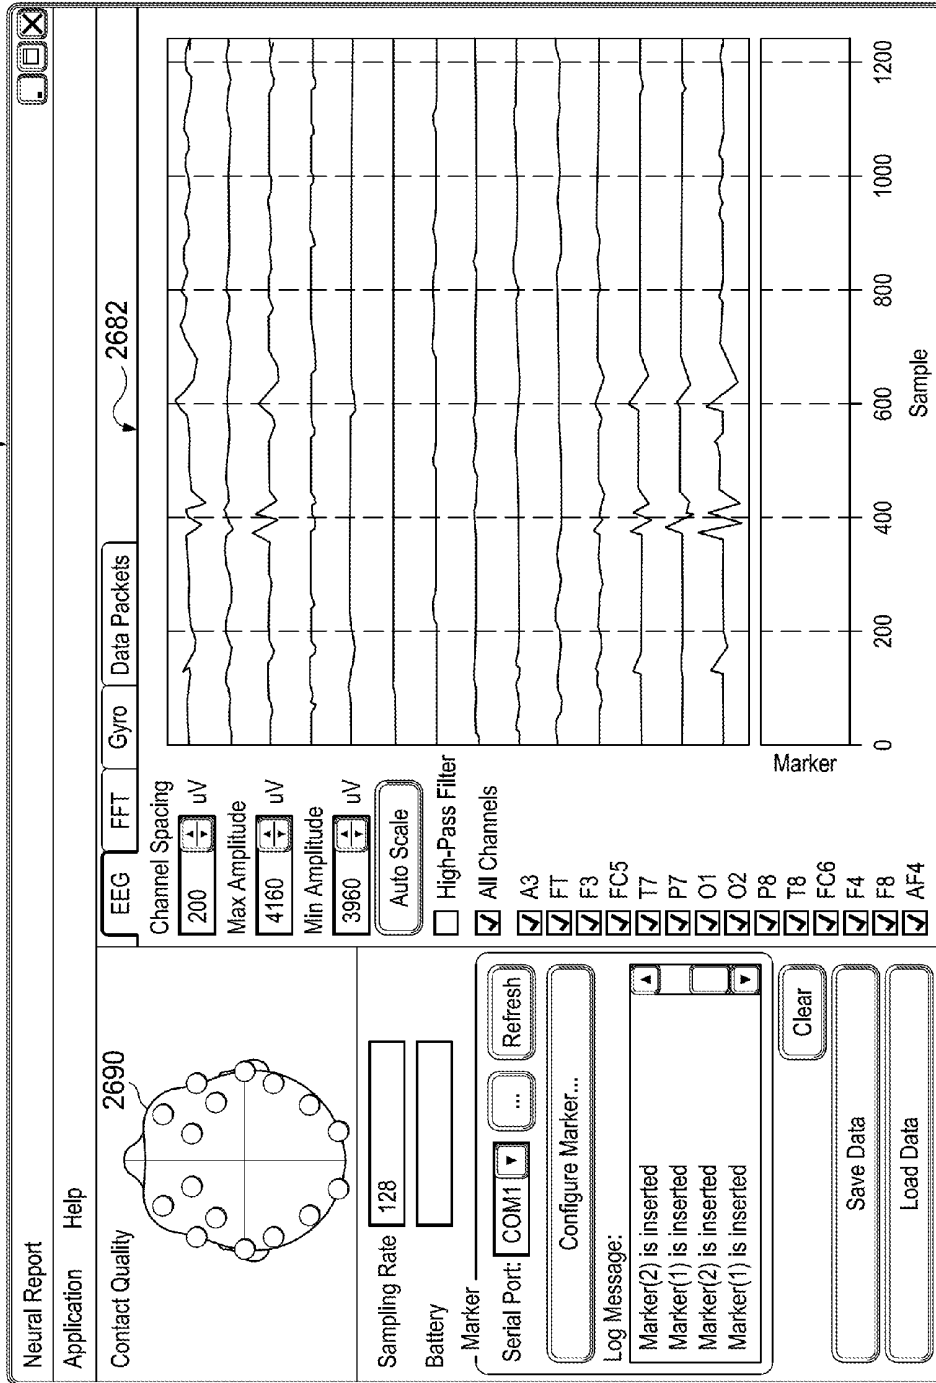 Neural Report
Application Help
Contact Quality
2690
Sampling Rate 128
Battery
Marker
Serial Port: COM1 ... Refresh
Configure Marker...
Log Message:
Marker(2) is inserted
Marker(1) is inserted
Marker(2) is inserted
Marker(1) is inserted
Clear
Save Data
Load Data
EEG FFT Gyro Data Packets
2682
Channel Spacing
200 uV
Max Amplitude
4160 uV
Min Amplitude
3960 uV
Auto Scale
High-Pass Filter
All Channels
A3
FT
F3
FC5
T7
P7
O1
O2
P8
T8
FC6
F4
F8
AF4
Marker
0 200 400 600 800 1000 1200
Sample